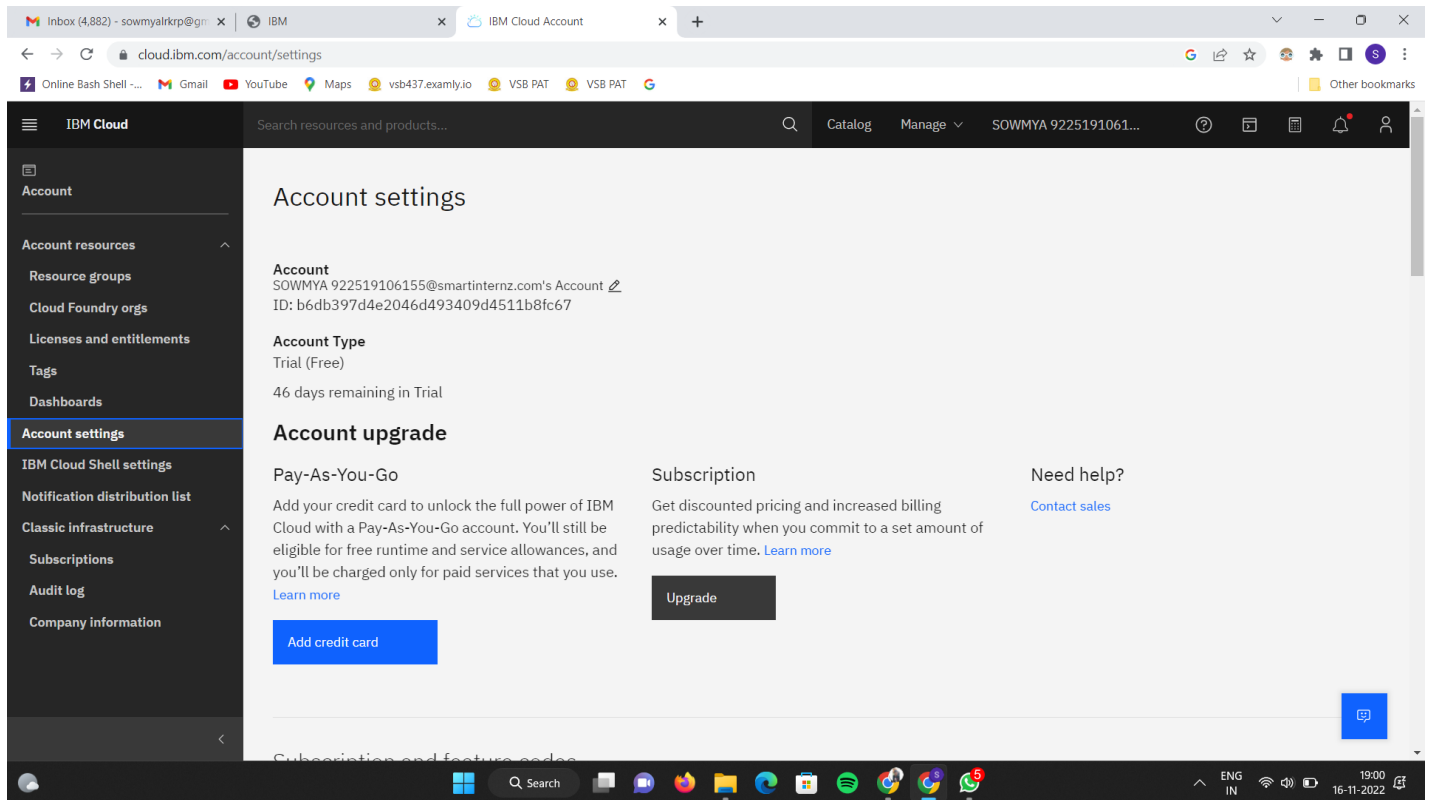 Inbox (4,882) - sowmyalrkrp@gm
IBM
IBM Cloud Account
cloud.ibm.com/account/settings
G
S
Online Bash Shell -...
Gmail
YouTube
Maps
vsb437.examly.io
VSB PAT
VSB PAT
Other bookmarks
IBM Cloud
Search resources and products...
Catalog
Manage
SOWMYA 9225191061...
Account
Account resources
Resource groups
Cloud Foundry orgs
Licenses and entitlements
Tags
Dashboards
Account settings
IBM Cloud Shell settings
Notification distribution list
Classic infrastructure
Subscriptions
Audit log
Company information
Account settings
Account
SOWMYA 922519106155@smartinternz.com's Account
ID: b6db397d4e2046d493409d4511b8fc67
Account Type
Trial (Free)
46 days remaining in Trial
Account upgrade
Pay-As-You-Go
Add your credit card to unlock the full power of IBM
Cloud with a Pay-As-You-Go account. You’ll still be
eligible for free runtime and service allowances, and
you’ll be charged only for paid services that you use.
Learn more
Add credit card
Subscription
Get discounted pricing and increased billing
predictability when you commit to a set amount of
usage over time. Learn more
Upgrade
Need help?
Contact sales
Subscription and feature codes
Search
S
5
ENG
IN
19:00
16-11-2022